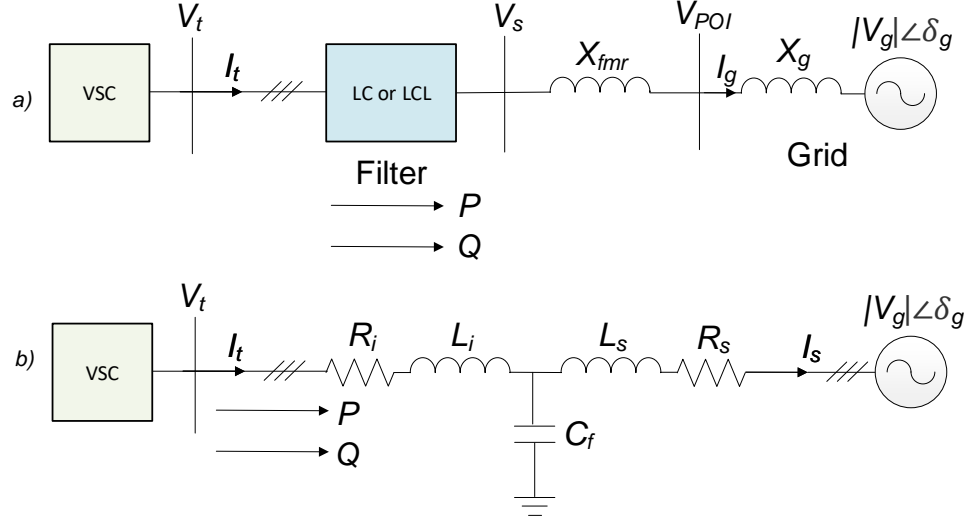 V_t V_s V_POI |V_g|∠δ_g
I_t X_fmr I_g X_g
a) VSC LC or LCL
Filter Grid
P
Q
V_t |V_g|∠δ_g
I_t R_i L_i L_s R_s I_s
b) VSC
P
Q C_f